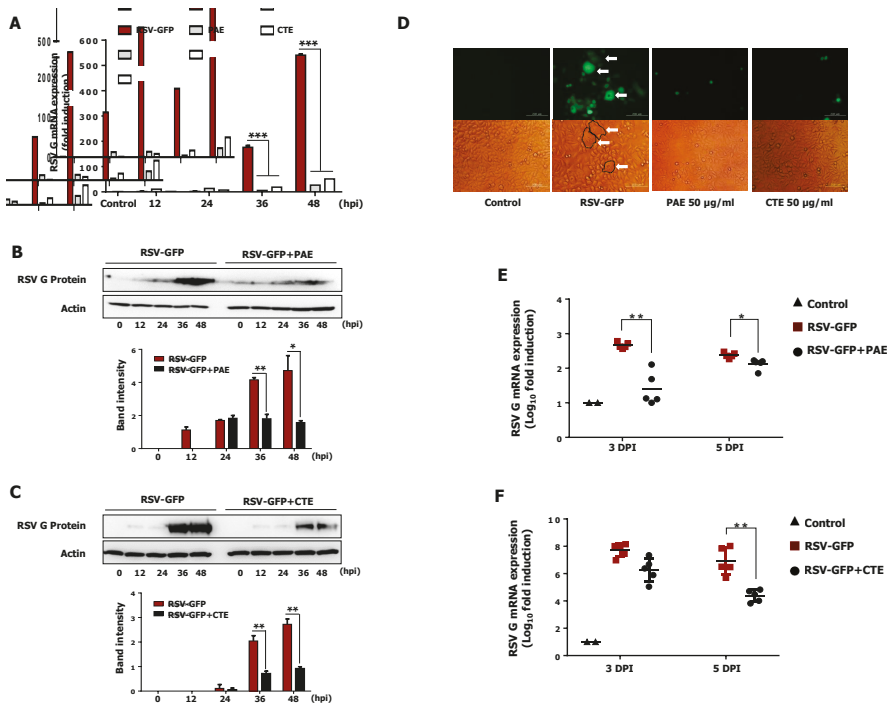 A
RSV-GFP PAE CTE
RSV G mRNA expression
(fold induction)
500
200
100
600
500
400
300
200
100
0
***
***
Control 12 24 36 48 (hpi)
B
RSV-GFP RSV-GFP+PAE
RSV G Protein
Actin
0 12 24 36 48 0 12 24 36 48 (hpi)
Band intensity
6
4
2
0
RSV-GFP
RSV-GFP+PAE
**
*
0 12 24 36 48 (hpi)
C
RSV-GFP RSV-GFP+CTE
RSV G Protein
Actin
0 12 24 36 48 0 12 24 36 48 (hpi)
Band intensity
4
3
2
1
0
RSV-GFP
RSV-GFP+CTE
**
**
0 12 24 36 48 (hpi)
D
Control RSV-GFP PAE 50 µg/ml CTE 50 µg/ml
E
RSV G mRNA expression
(Log10 fold induction)
4
3
2
1
0
**
*
Control
RSV-GFP
RSV-GFP+PAE
3 DPI 5 DPI
F
RSV G mRNA expression
(Log10 fold induction)
10
8
6
4
2
0
**
Control
RSV-GFP
RSV-GFP+CTE
3 DPI 5 DPI